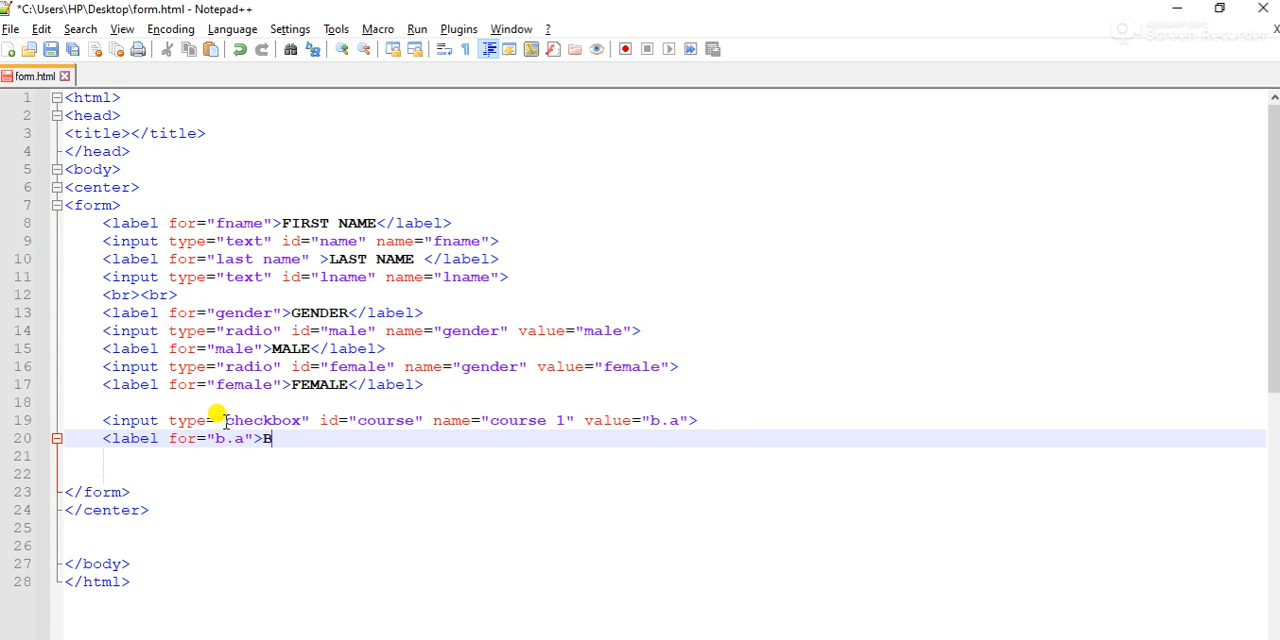 *C:\Users\HP\Desktop\form.html - Notepad++
File Edit Search View Encoding Language Settings Tools Macro Run Plugins Window ? X
Screen Recorder
form.html
1 <html>
2 <head>
3 <title></title>
4 </head>
5 <body>
6 <center>
7 <form>
8 <label for="fname">FIRST NAME</label>
9 <input type="text" id="name" name="fname">
10 <label for="last name" >LAST NAME </label>
11 <input type="text" id="lname" name="lname">
12 <br><br>
13 <label for="gender">GENDER</label>
14 <input type="radio" id="male" name="gender" value="male">
15 <label for="male">MALE</label>
16 <input type="radio" id="female" name="gender" value="female">
17 <label for="female">FEMALE</label>
18
19 <input type="checkbox" id="course" name="course 1" value="b.a">
20 <label for="b.a">B
21
22
23 </form>
24 </center>
25
26
27 </body>
28 </html>